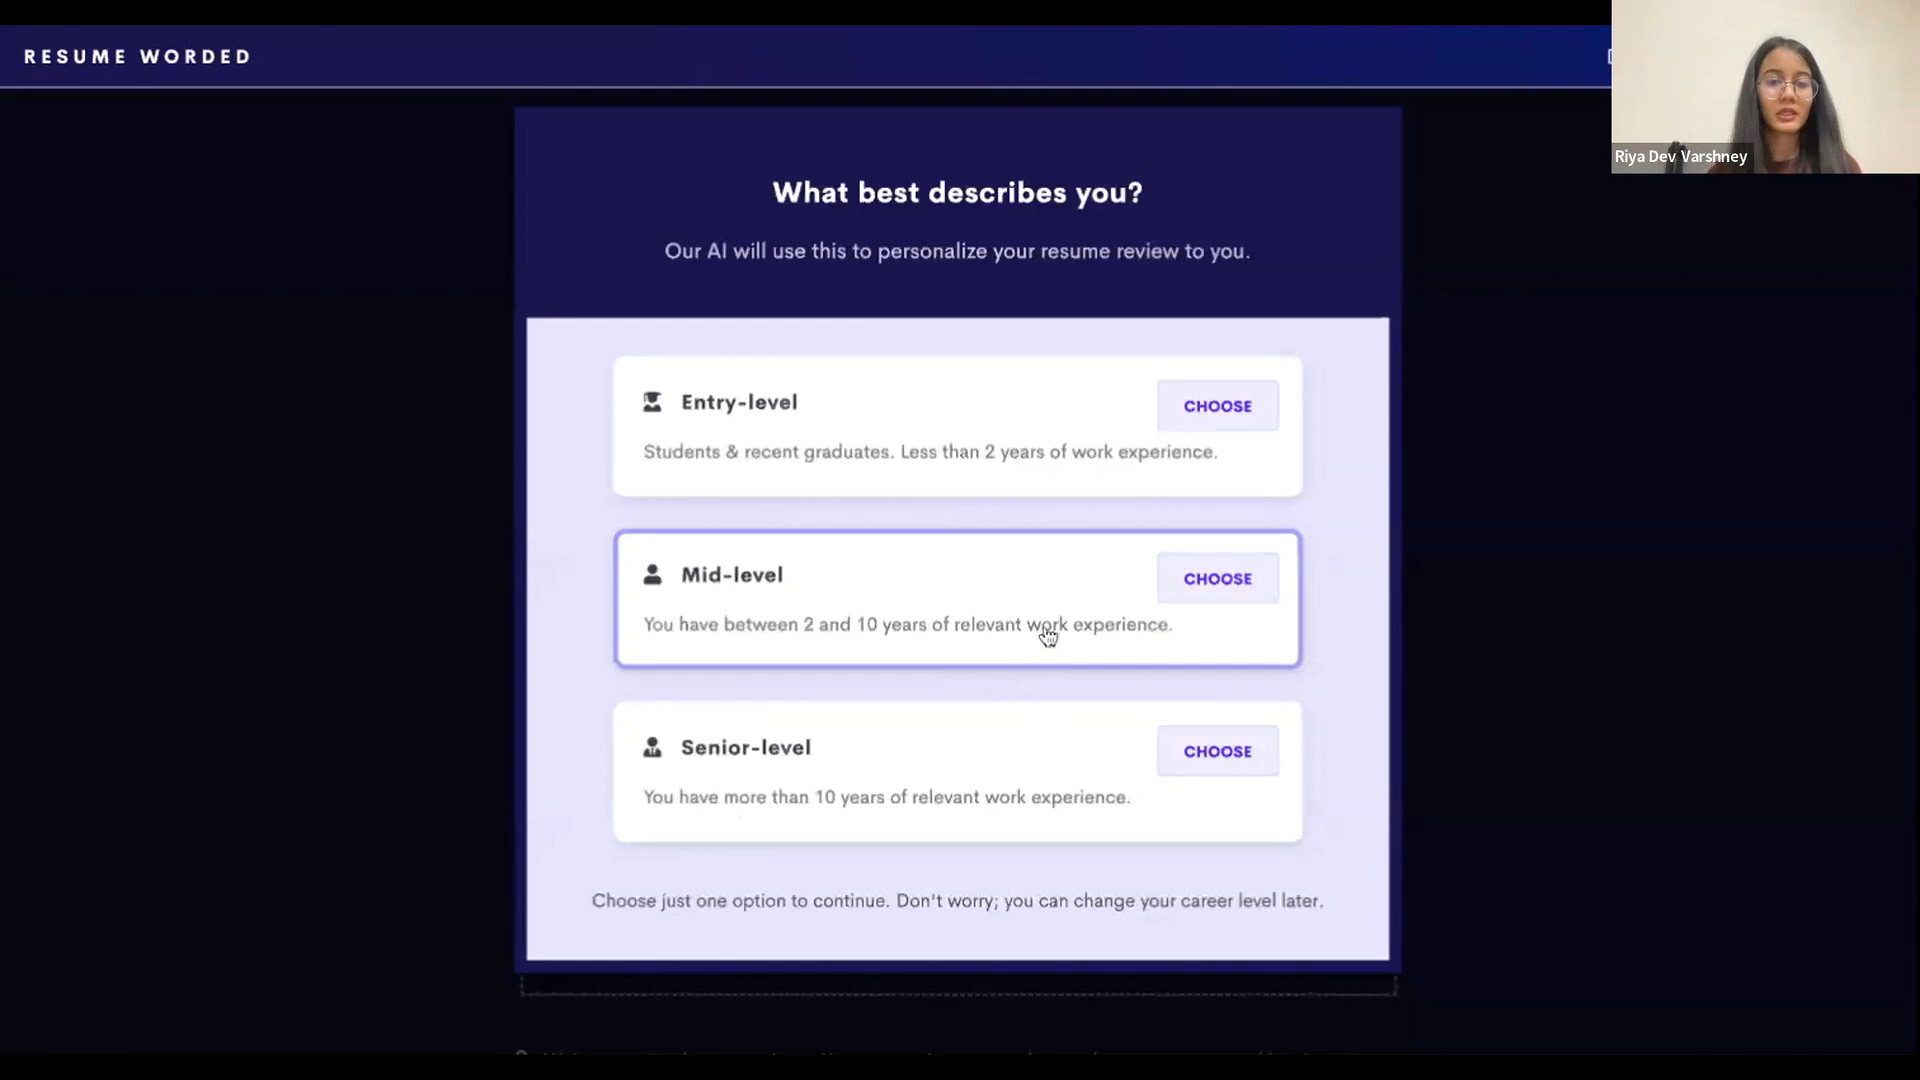 RESUME WORDED
Riya Dev Varshney
What best describes you?
Our AI will use this to personalize your resume review to you.
Entry-level
CHOOSE
Students & recent graduates. Less than 2 years of work experience.
Mid-level
CHOOSE
You have between 2 and 10 years of relevant work experience.
Senior-level
CHOOSE
You have more than 10 years of relevant work experience.
Choose just one option to continue. Don't worry; you can change your career level later.